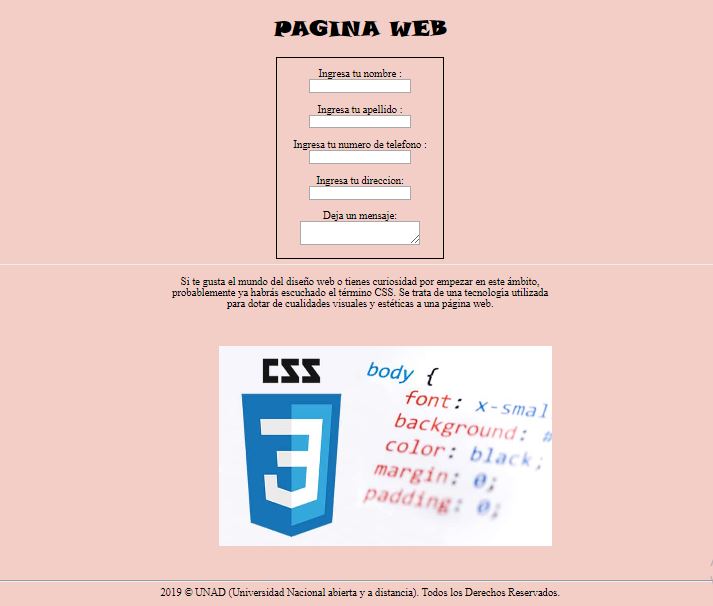 PAGINA WEB
Ingresa tu nombre :
Ingresa tu apellido :
Ingresa tu numero de telefono :
Ingresa tu direccion:
Deja un mensaje:
Si te gusta el mundo del diseño web o tienes curiosidad por empezar en este ámbito,
probablemente ya habrás escuchado el término CSS. Se trata de una tecnología utilizada
para dotar de cualidades visuales y estéticas a una página web.
CSS
3
body {
font: x-smal
background: #
color: black;
margin: 0;
padding: 0;
2019 © UNAD (Universidad Nacional abierta y a distancia). Todos los Derechos Reservados.